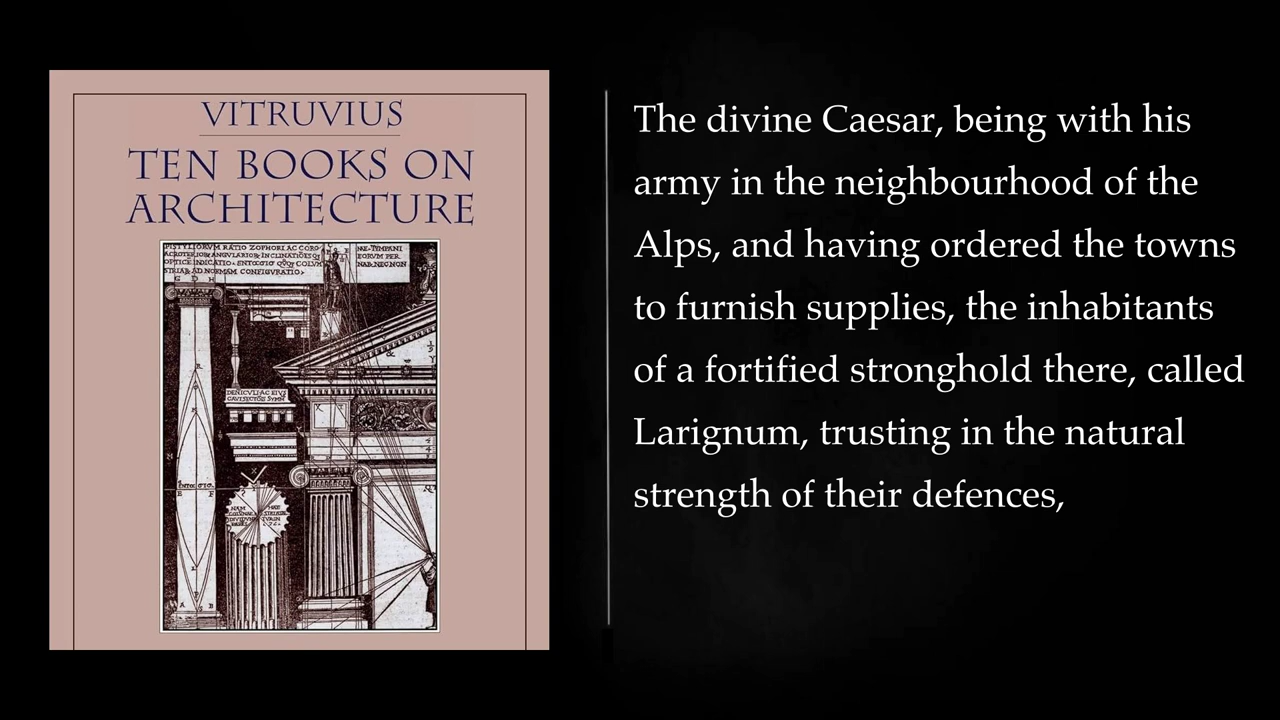 VITRUVIUS
TEN BOOKS ON
ARCHITECTURE
The divine Caesar, being with his
army in the neighbourhood of the
Alps, and having ordered the towns
to furnish supplies, the inhabitants
of a fortified stronghold there, called
Larignum, trusting in the natural
strength of their defences,